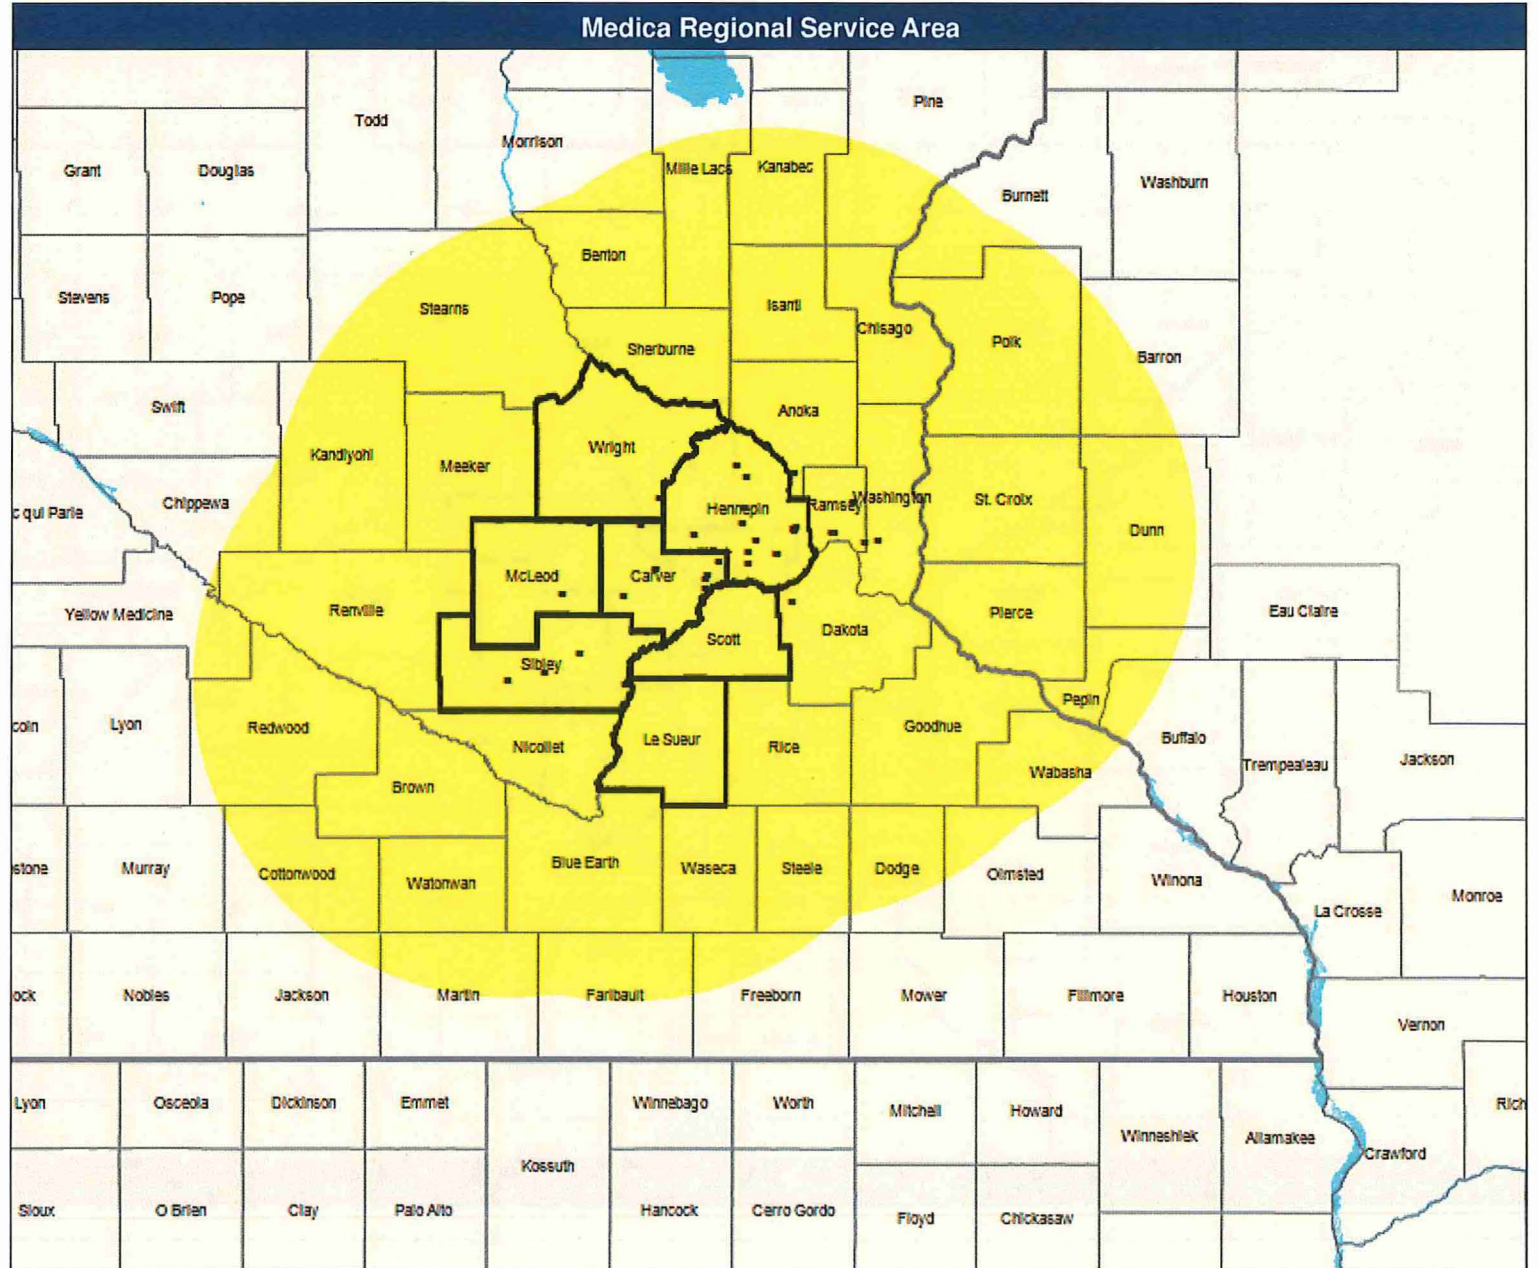 Medica Regional Service Area
Pine
Todd
Morrison
Grant
Douglas
Mille Lacs
Kanabec
Burnett
Washburn
Benton
Stevens
Pope
Stearns
Isanti
Chisago
Sherburne
Polk
Barron
Swift
Anoka
Wright
Kandiyohi
Meeker
Chippewa
Hennepin
Ramsey
Washington
St. Croix
c qui Parle
Dunn
McLeod
Carver
Yellow Medicine
Renville
Pierce
Eau Claire
Scott
Dakota
Sibley
Pepin
coln
Lyon
Redwood
Nicollet
Le Sueur
Rice
Goodhue
Buffalo
Trempealeau
Jackson
Brown
Wabasha
stone
Murray
Cottonwood
Watonwan
Blue Earth
Waseca
Steele
Dodge
Olmsted
Winona
La Crosse
Monroe
ock
Nobles
Jackson
Martin
Faribault
Freeborn
Mower
Fillmore
Houston
Vernon
Lyon
Osceola
Dickinson
Emmet
Winnebago
Worth
Mitchell
Howard
Rich
Winneshiek
Allamakee
Crawford
Kossuth
Sioux
O Brien
Clay
Palo Alto
Hancock
Cerro Gordo
Floyd
Chickasaw